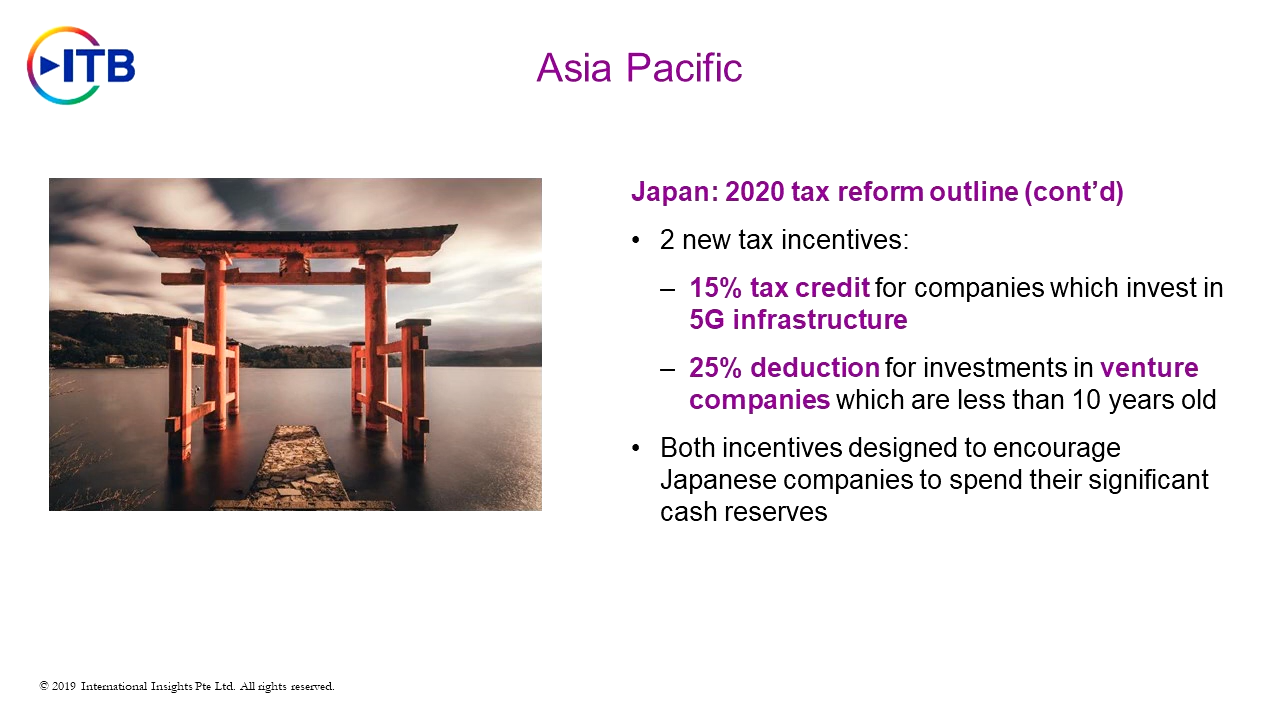 ITB
Asia Pacific
Japan: 2020 tax reform outline (cont’d)
• 2 new tax incentives:
– 15% tax credit for companies which invest in
5G infrastructure
– 25% deduction for investments in venture
companies which are less than 10 years old
• Both incentives designed to encourage
Japanese companies to spend their significant
cash reserves
© 2019 International Insights Pte Ltd. All rights reserved.